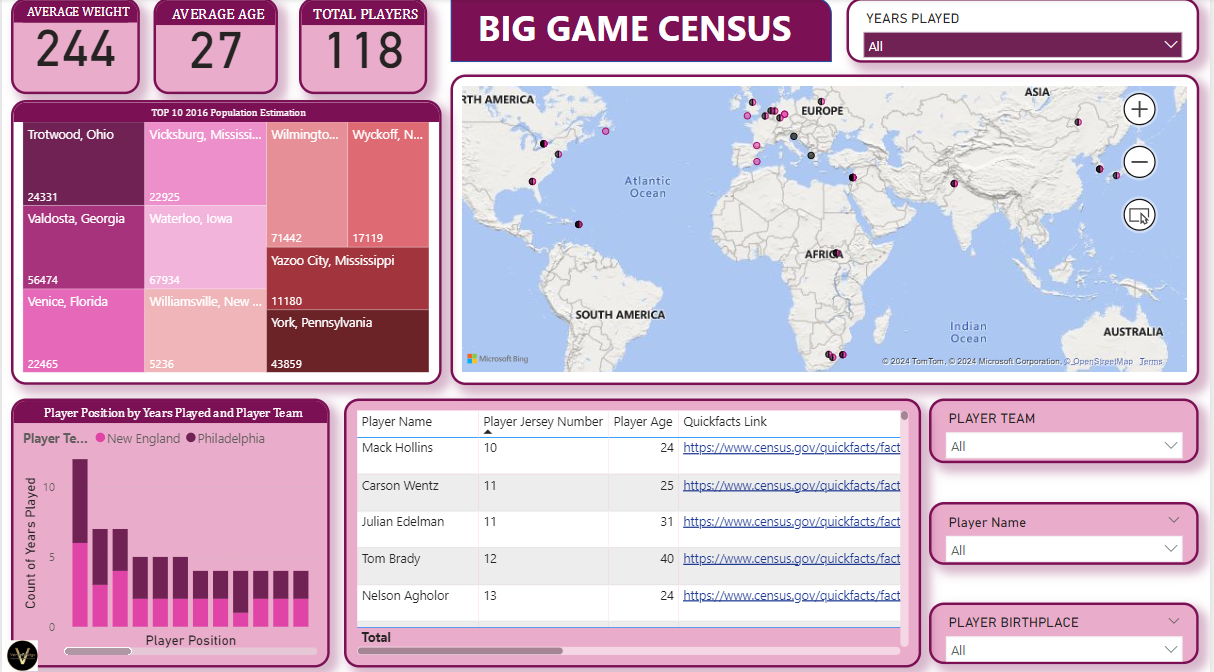 AVERAGE WEIGHT
244
AVERAGE AGE
27
TOTAL PLAYERS
118
BIG GAME CENSUS
YEARS PLAYED
All
TOP 10 2016 Population Estimation
Trotwood, Ohio
24331
Vicksburg, Mississi...
22925
Wilmingto...
71442
Wyckoff, N...
17119
Valdosta, Georgia
56474
Waterloo, Iowa
67934
Yazoo City, Mississippi
11180
Venice, Florida
22465
Williamsville, New ...
5236
York, Pennsylvania
43859
RTH AMERICA
EUROPE
ASIA
Atlantic
Ocean
AFRICA
SOUTH AMERICA
Indian
Ocean
AUSTRALIA
Microsoft Bing
© 2024 TomTom, © 2024 Microsoft Corporation, © OpenStreetMap Terms
Player Position by Years Played and Player Team
Player Te... New England Philadelphia
Count of Years Played
10
5
0
Player Position
Player Name Player Jersey Number Player Age Quickfacts Link
Mack Hollins 10 24 https://www.census.gov/quickfacts/fact
Carson Wentz 11 25 https://www.census.gov/quickfacts/fact
Julian Edelman 11 31 https://www.census.gov/quickfacts/fact
Tom Brady 12 40 https://www.census.gov/quickfacts/fact
Nelson Agholor 13 24 https://www.census.gov/quickfacts/fact
Total
PLAYER TEAM
All
Player Name
All
PLAYER BIRTHPLACE
All